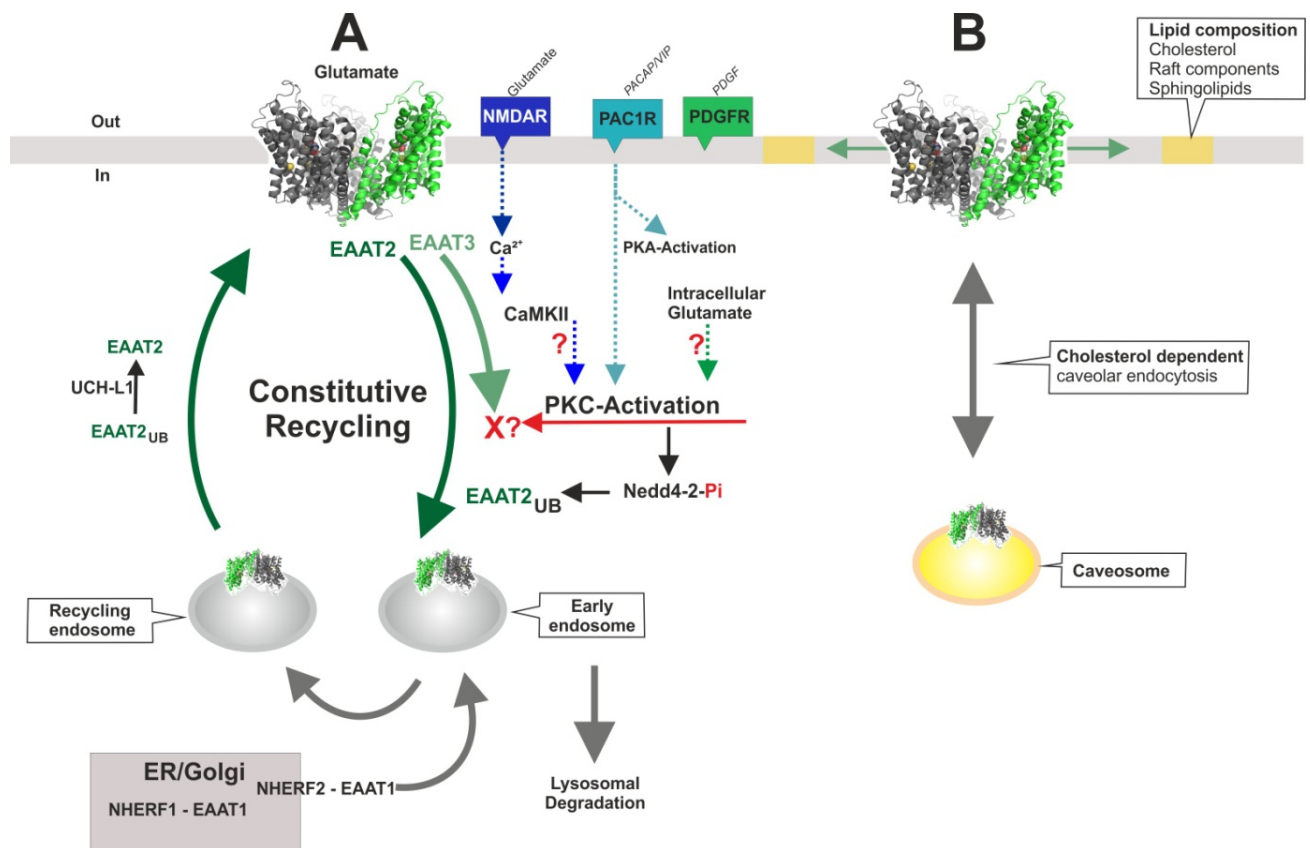 A
B
Glutamate
Glutamate
PACAP/VIP
PDGF
Lipid composition
Cholesterol
Raft components
Sphingolipids
Out
In
NMDAR
PAC1R
PDGFR
EAAT2
EAAT3
Ca²⁺
PKA-Activation
CaMKII
Intracellular
Glutamate
?
?
EAAT2
UCH-L1
EAAT2UB
Constitutive
Recycling
PKC-Activation
X?
Cholesterol dependent
caveolar endocytosis
EAAT2UB
Nedd4-2-Pi
Recycling
endosome
Early
endosome
Caveosome
ER/Golgi
NHERF2 - EAAT1
NHERF1 - EAAT1
Lysosomal
Degradation